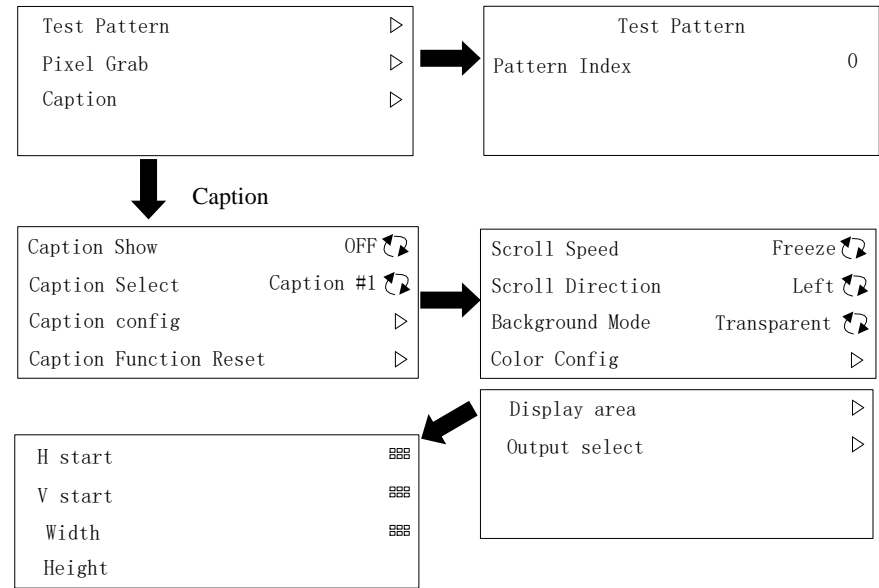 Test Pattern
Pixel Grab
Caption
Test Pattern
Pattern Index 0
Caption
Caption Show OFF
Caption Select Caption #1
Caption config
Caption Function Reset
Scroll Speed Freeze
Scroll Direction Left
Background Mode Transparent
Color Config
Display area
Output select
H start
V start
Width
Height